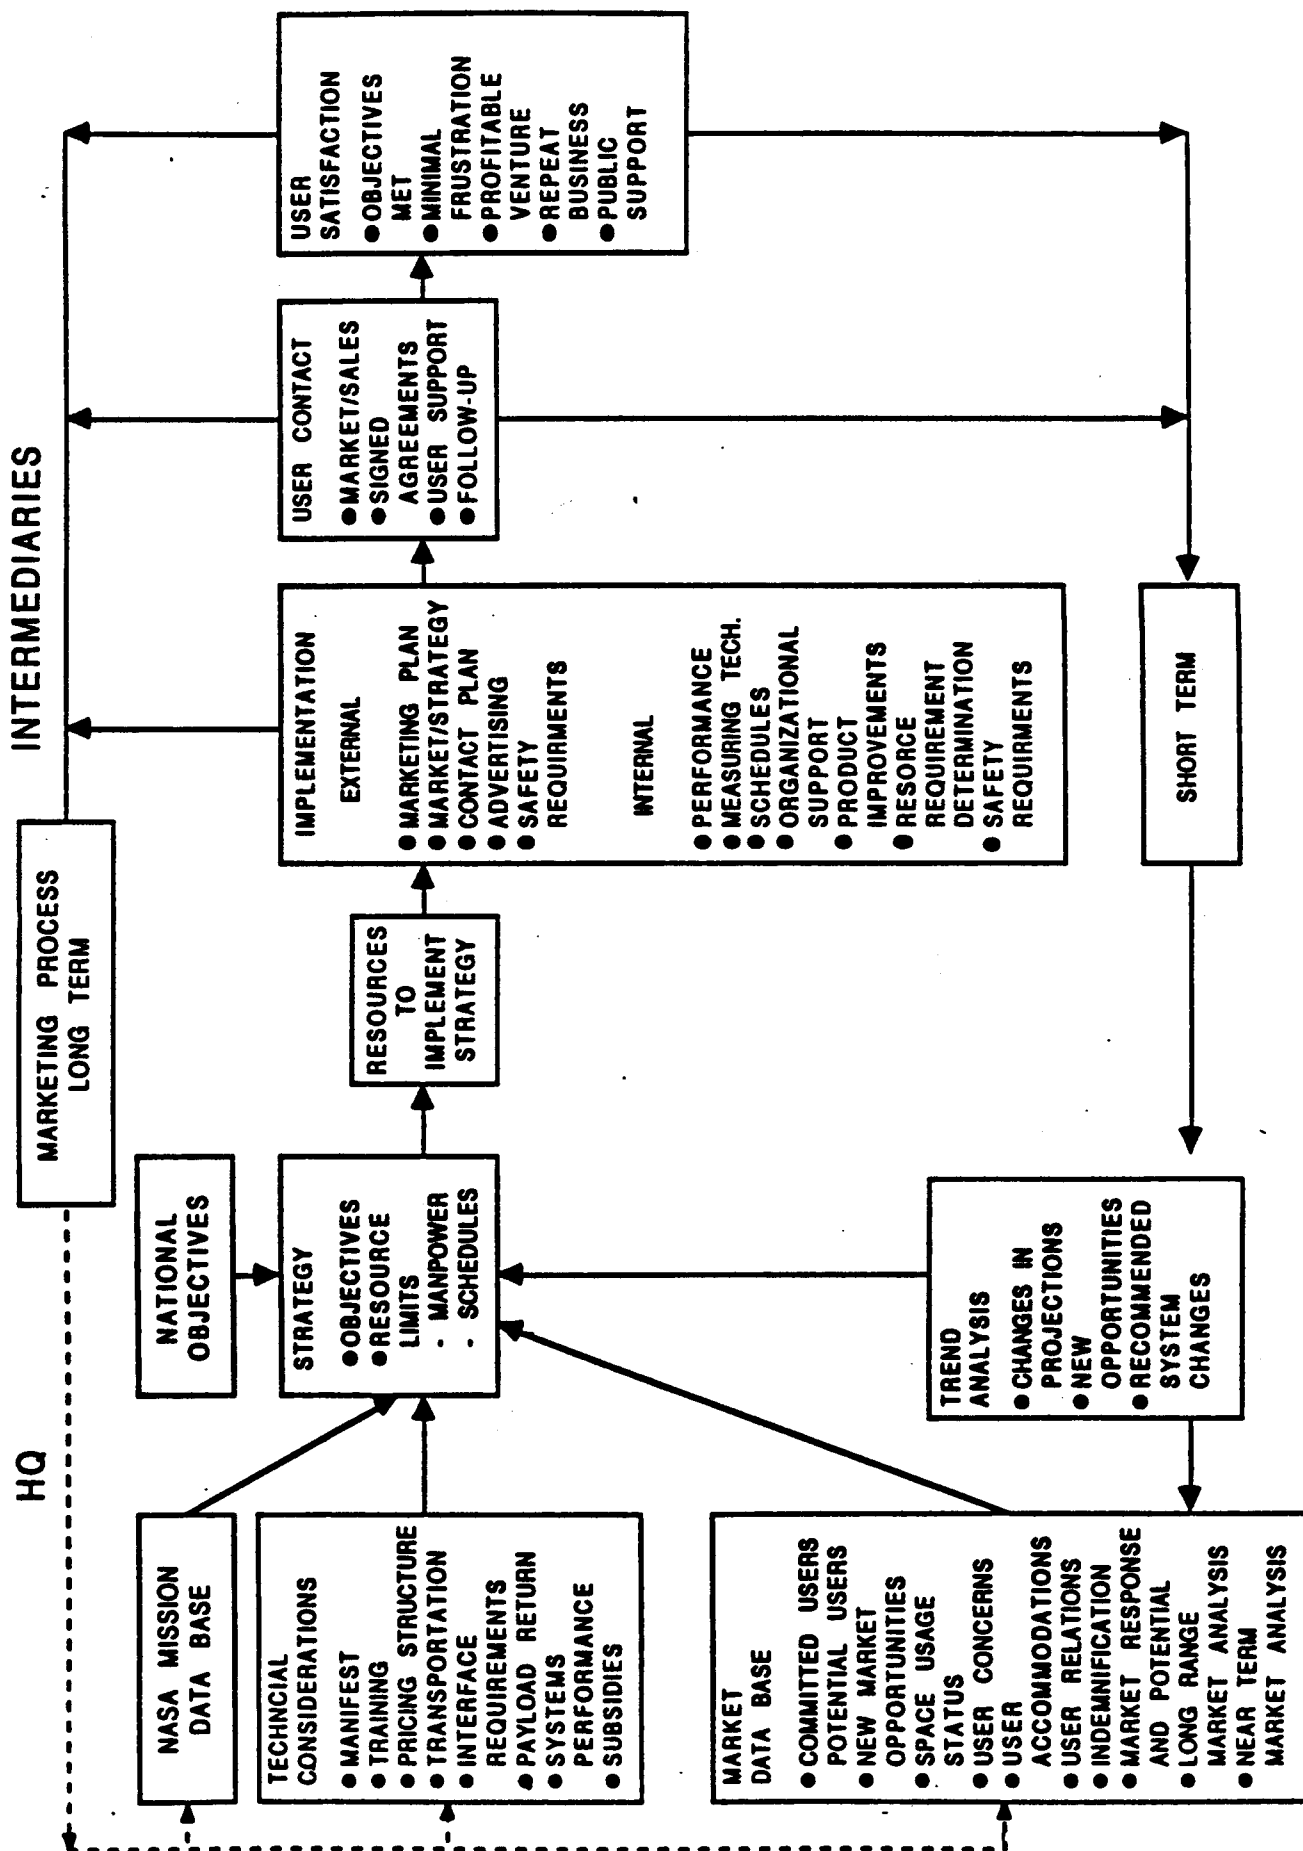 HQ
INTERMEDIARIES
MARKETING PROCESS
LONG TERM
NASA MISSION
DATA BASE
TECHNCIAL
CONSIDERATIONS
● MANIFEST
● TRAINING
● PRICING STRUCTURE
● TRANSPORTATION
● INTERFACE
REQUIREMENTS
● PAYLOAD RETURN
● SYSTEMS
PERFORMANCE
● SUBSIDIES
MARKET
DATA BASE
● COMMITTED USERS
POTENTIAL USERS
● NEW MARKET
OPPORTUNITIES
● SPACE USAGE
STATUS
● USER CONCERNS
● USER
ACCOMMODATIONS
● USER RELATIONS
● INDEMNIFICATION
● MARKET RESPONSE
AND POTENTIAL
● LONG RANGE
MARKET ANALYSIS
● NEAR TERM
MARKET ANALYSIS
NATIONAL
OBJECTIVES
STRATEGY
● OBJECTIVES
● RESOURCE
LIMITS
- MANPOWER
- SCHEDULES
TREND
ANALYSIS
● CHANGES IN
PROJECTIONS
● NEW
OPPORTUNITIES
● RECOMMENDED
SYSTEM
CHANGES
RESOURCES
TO
IMPLEMENT
STRATEGY
IMPLEMENTATION
EXTERNAL
● MARKETING PLAN
● MARKET/STRATEGY
● CONTACT PLAN
● ADVERTISING
● SAFETY
REQUIRMENTS
INTERNAL
● PERFORMANCE
● MEASURING TECH.
● SCHEDULES
● ORGANIZATIONAL
SUPPORT
● PRODUCT
IMPROVEMENTS
● RESORCE
REQUIREMENT
DETERMINATION
● SAFETY
REQUIRMENTS
SHORT TERM
USER CONTACT
● MARKET/SALES
● SIGNED
AGREEMENTS
● USER SUPPORT
● FOLLOW-UP
USER
SATISFACTION
● OBJECTIVES
MET
● MINIMAL
FRUSTRATION
● PROFITABLE
VENTURE
● REPEAT
BUSINESS
● PUBLIC
SUPPORT